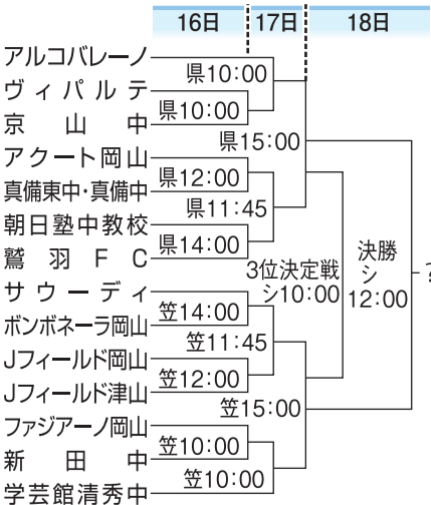 16日 17日 18日
アルコバレーノ
県10:00
ヴィパルテ
県10:00
京山中
県15:00
アクート岡山
県12:00
真備東中・真備中
県11:45
朝日塾中教校
県14:00
鷲羽FC
3位決定戦
シ10:00
決勝
シ
12:00
サウーディ
笠14:00
ボンボネーラ岡山
笠11:45
Jフィールド岡山
笠12:00
Jフィールド津山
笠15:00
ファジアーノ岡山
笠10:00
新田中
笠10:00
学芸館清秀中